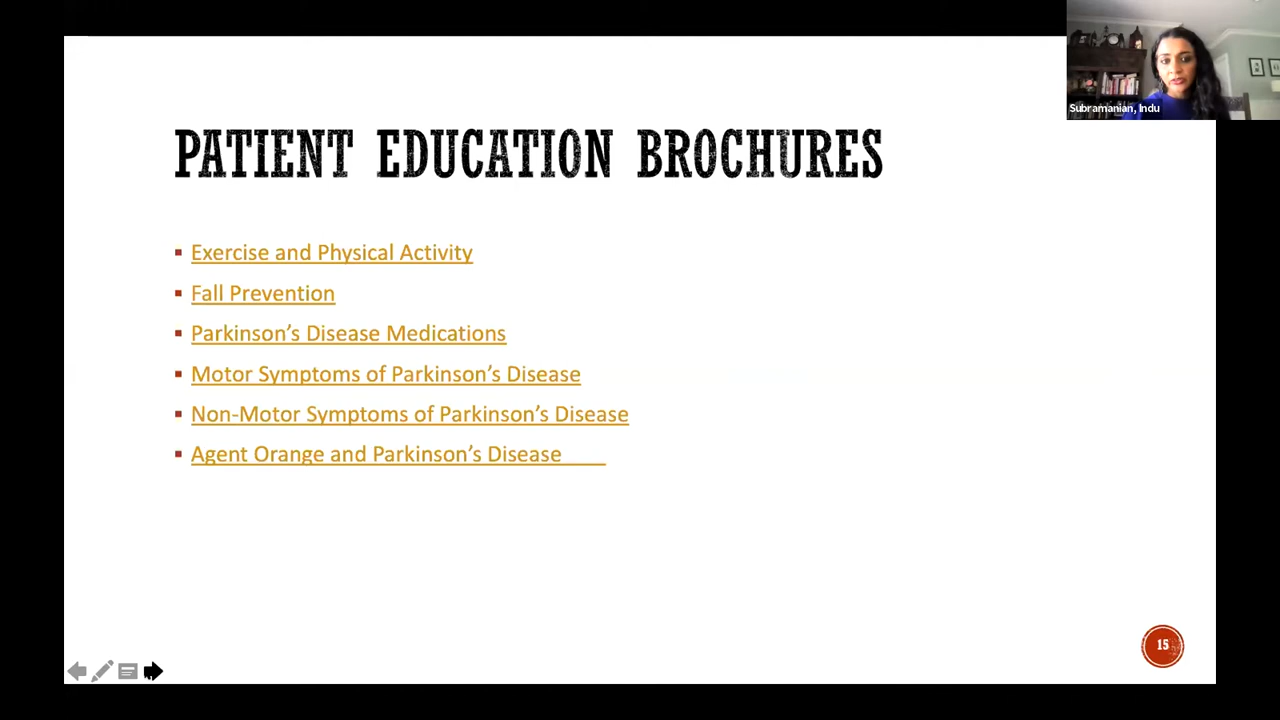 Subramanian, Indu
PATIENT EDUCATION BROCHURES
Exercise and Physical Activity
Fall Prevention
Parkinson’s Disease Medications
Motor Symptoms of Parkinson’s Disease
Non-Motor Symptoms of Parkinson’s Disease
Agent Orange and Parkinson’s Disease
15